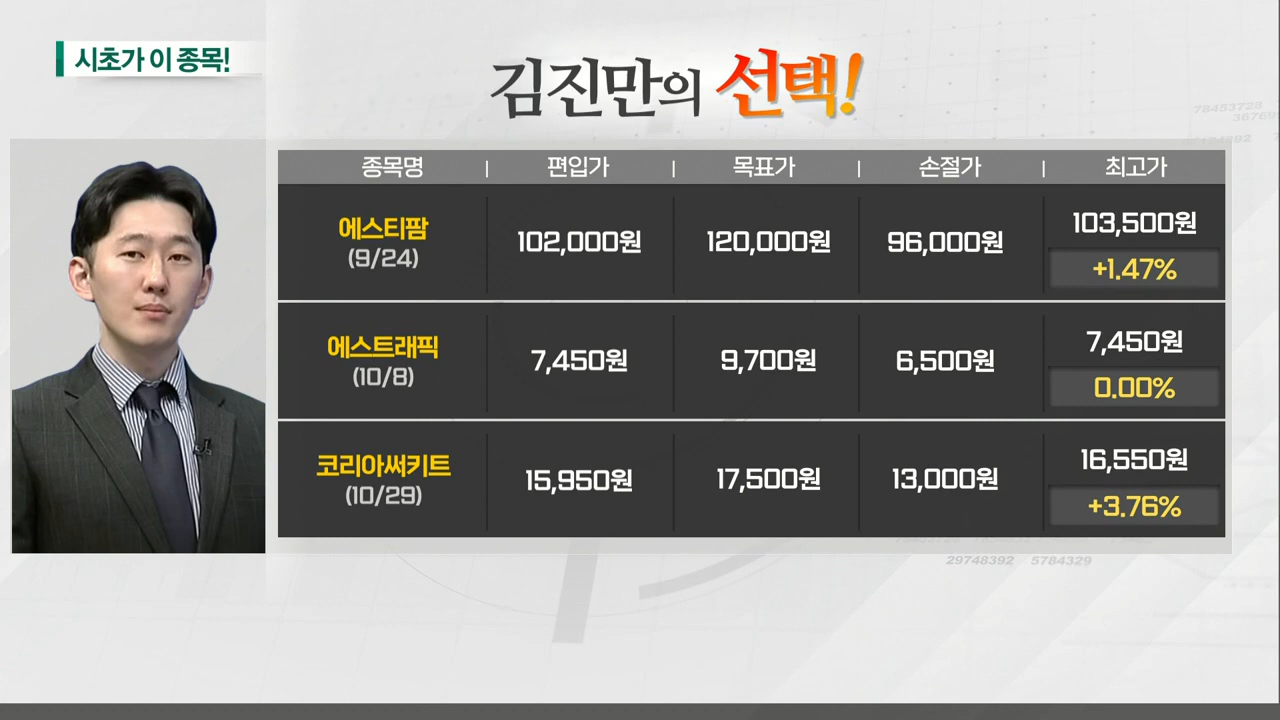 시초가 이 종목!
김진만의 선택!
종목명 | 편입가 | 목표가 | 손절가 | 최고가
에스티팜 102,000원 120,000원 96,000원 103,500원
(9/24) +1.47%
에스트래픽 7,450원 9,700원 6,500원 7,450원
(10/8) 0.00%
코리아써키트 15,950원 17,500원 13,000원 16,550원
(10/29) +3.76%
78453728
29748392 5784329